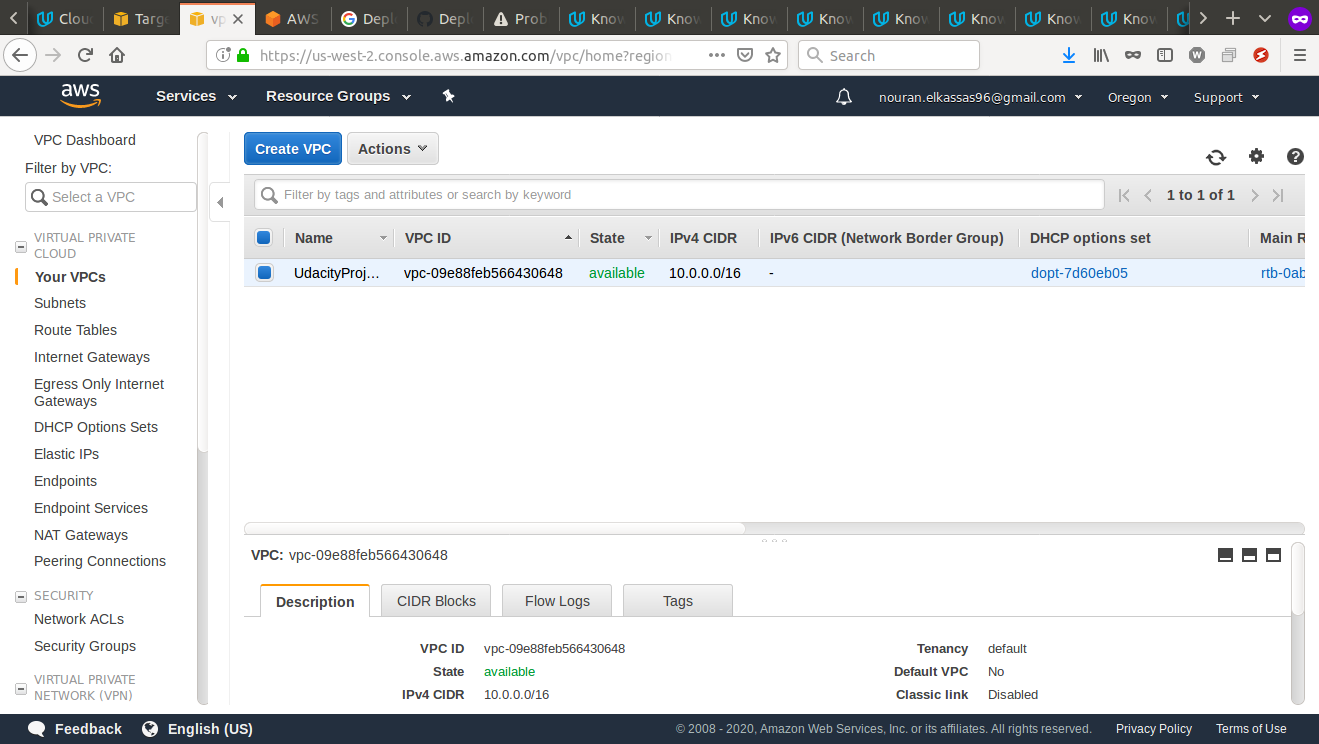 Clou
Targe
vp
AWS
Deplo
Deplo
Prob
Know
Know
Know
Know
Know
Know
Know
Know
https://us-west-2.console.aws.amazon.com/vpc/home?region
Search
aws
Services
Resource Groups
nouran.elkassas96@gmail.com
Oregon
Support
VPC Dashboard
Filter by VPC:
Select a VPC
VIRTUAL PRIVATE
CLOUD
Your VPCs
Subnets
Route Tables
Internet Gateways
Egress Only Internet
Gateways
DHCP Options Sets
Elastic IPs
Endpoints
Endpoint Services
NAT Gateways
Peering Connections
SECURITY
Network ACLs
Security Groups
VIRTUAL PRIVATE
NETWORK (VPN)
Create VPC
Actions
Filter by tags and attributes or search by keyword
1 to 1 of 1
Name VPC ID State IPv4 CIDR IPv6 CIDR (Network Border Group) DHCP options set Main R
UdacityProj… vpc-09e88feb566430648 available 10.0.0.0/16 - dopt-7d60eb05 rtb-0ab
VPC: vpc-09e88feb566430648
Description CIDR Blocks Flow Logs Tags
VPC ID vpc-09e88feb566430648 Tenancy default
State available Default VPC No
IPv4 CIDR 10.0.0.0/16 Classic link Disabled
Feedback English (US) © 2008 - 2020, Amazon Web Services, Inc. or its affiliates. All rights reserved. Privacy Policy Terms of Use